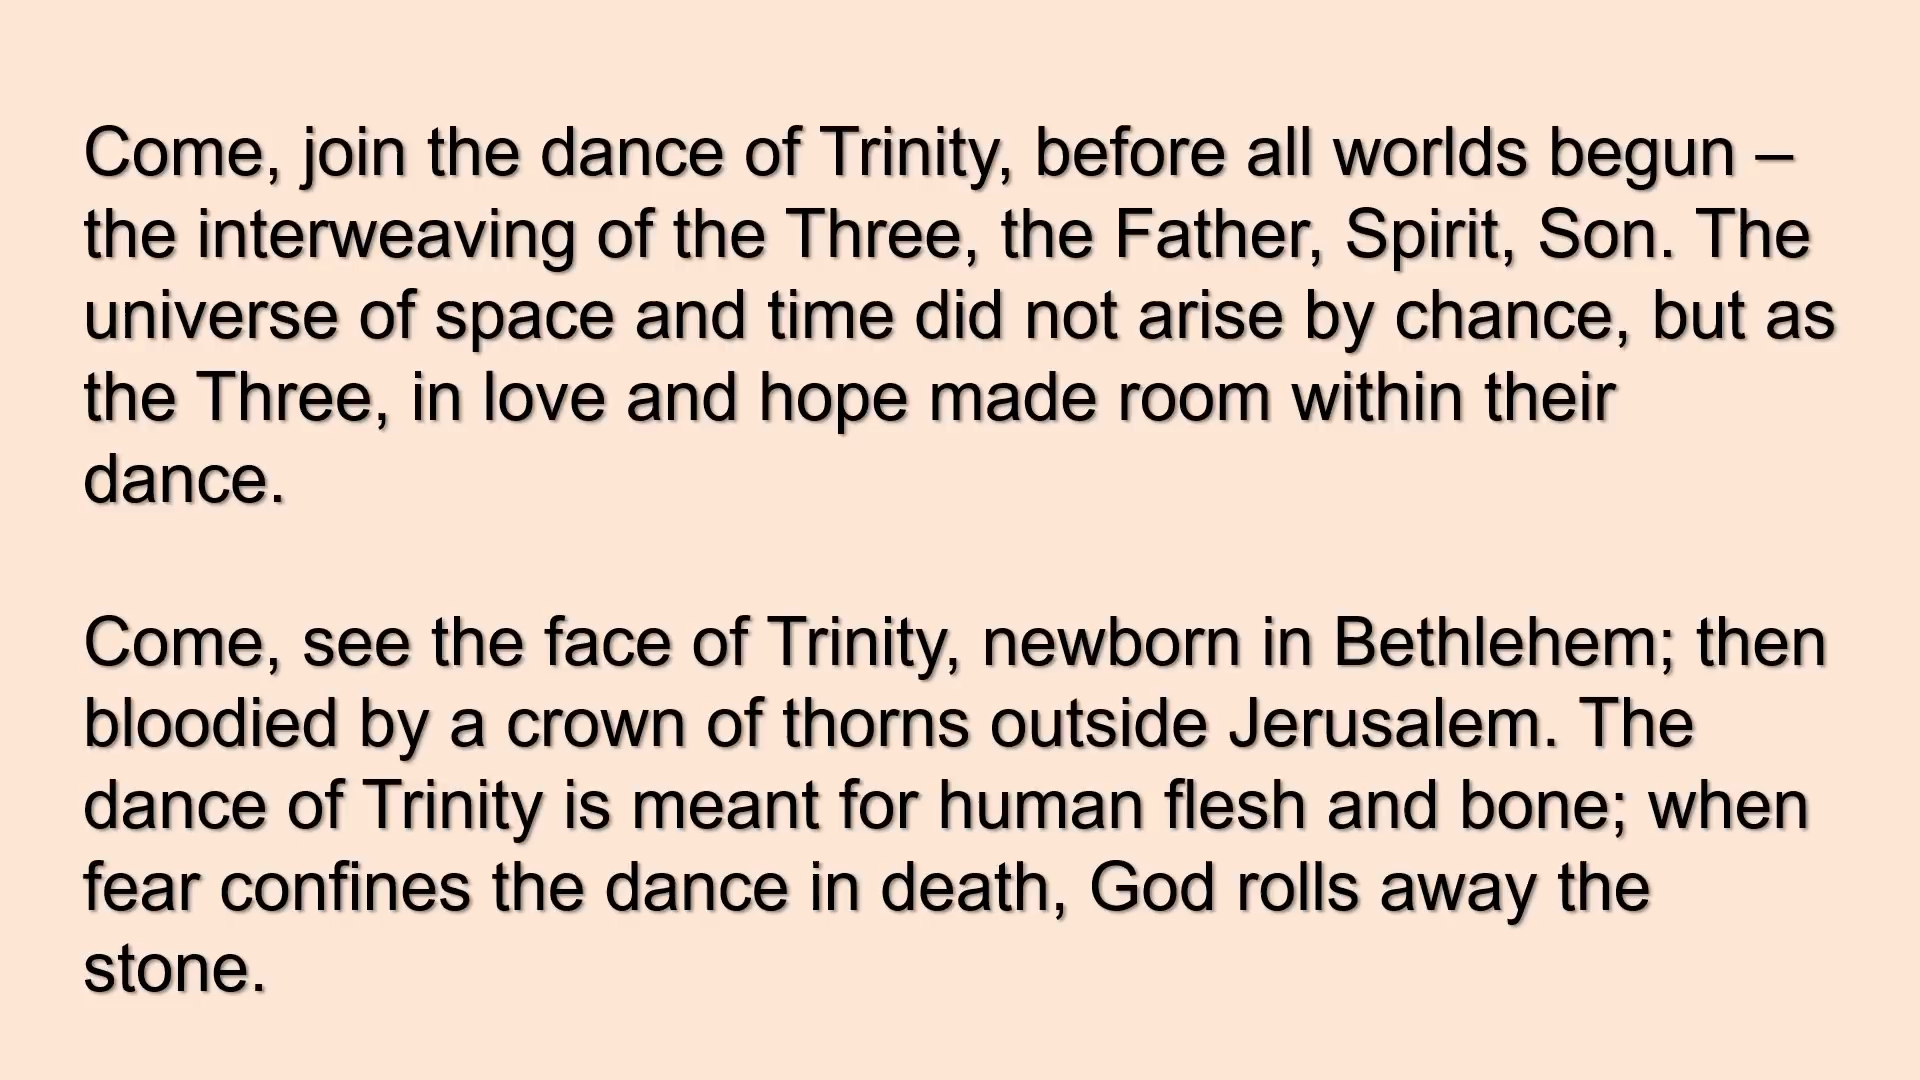 Come, join the dance of Trinity, before all worlds begun –
the interweaving of the Three, the Father, Spirit, Son. The
universe of space and time did not arise by chance, but as
the Three, in love and hope made room within their
dance.
Come, see the face of Trinity, newborn in Bethlehem; then
bloodied by a crown of thorns outside Jerusalem. The
dance of Trinity is meant for human flesh and bone; when
fear confines the dance in death, God rolls away the
stone.